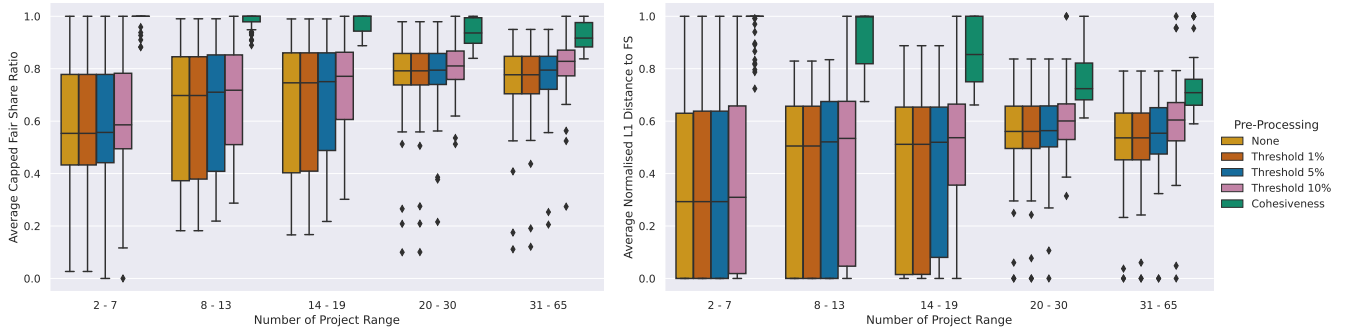 Average Capped Fair Share Ratio
1.0
0.8
0.6
0.4
0.2
0.0
2 - 7 8 - 13 14 - 19 20 - 30 31 - 65
Number of Project Range
Average Normalised L1 Distance to FS
1.0
0.8
0.6
0.4
0.2
0.0
2 - 7 8 - 13 14 - 19 20 - 30 31 - 65
Number of Project Range
Pre-Processing
None
Threshold 1%
Threshold 5%
Threshold 10%
Cohesiveness